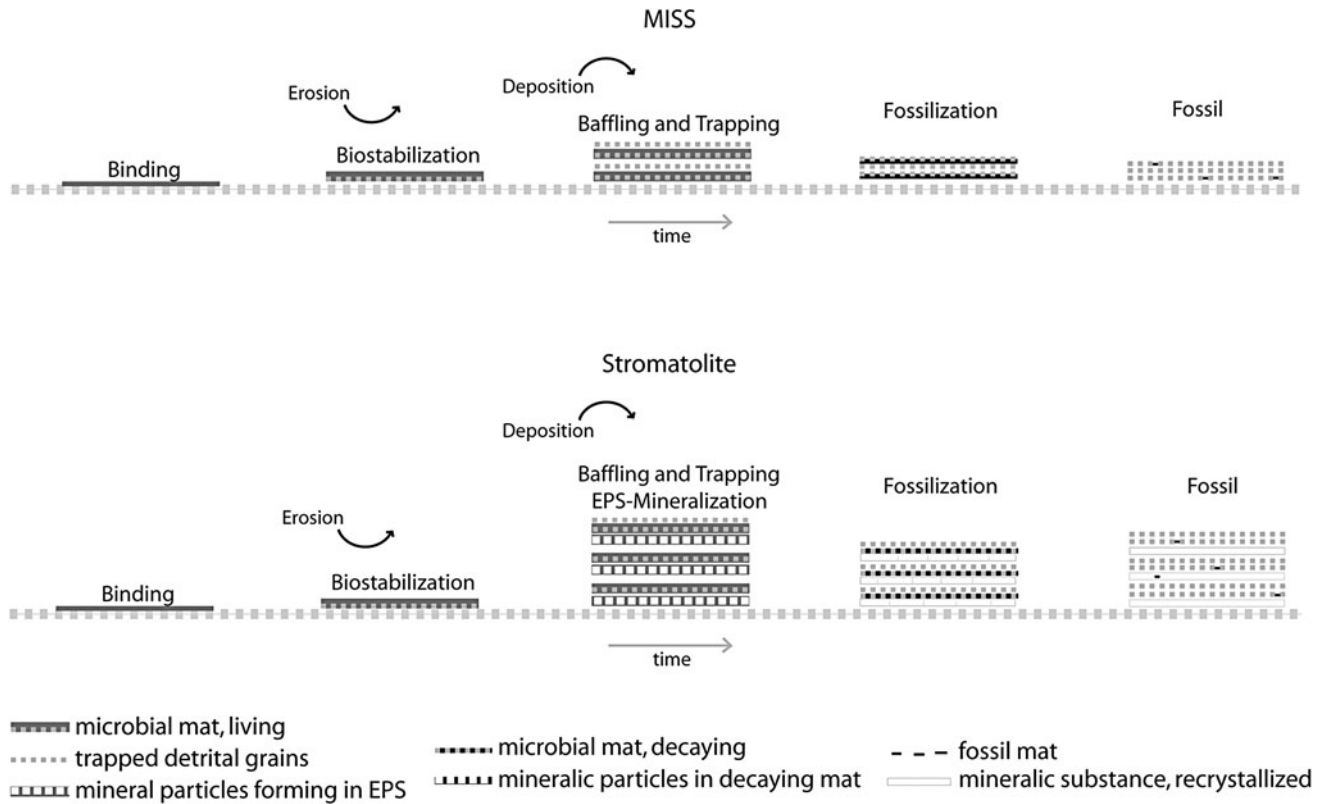 MISS
Deposition
Erosion
Baffling and Trapping
Fossilization
Fossil
Biostabilization
Binding
time
Stromatolite
Deposition
Baffling and Trapping
EPS-Mineralization
Fossilization
Fossil
Erosion
Biostabilization
Binding
time
microbial mat, living
trapped detrital grains
mineral particles forming in EPS
microbial mat, decaying
mineralic particles in decaying mat
fossil mat
mineralic substance, recrystallized